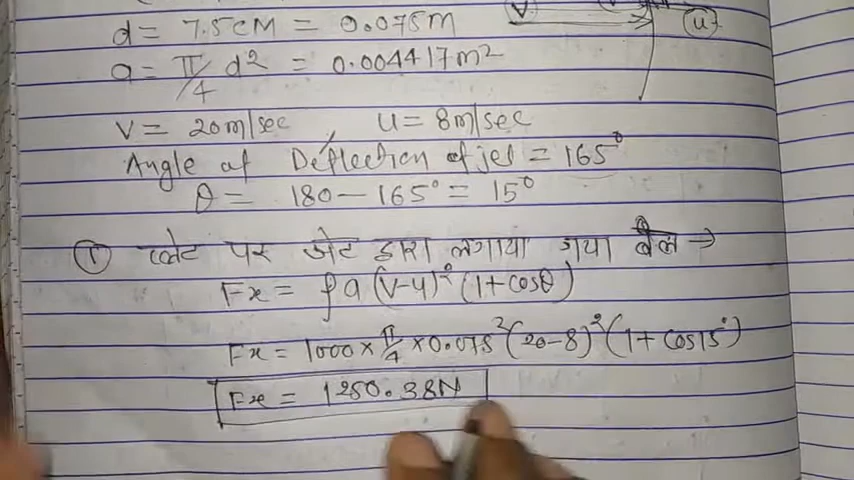 d = 7.5cm = 0.075m
a = π/4 d² = 0.004417m²
V = 20m/sec , u = 8m/sec
Angle of Deflection of jet = 165°
θ = 180 - 165° = 15°
① प्लेट पर जेट द्वारा लगाया गया बल →
Fx = ρa(V-u)²(1+cosθ)
Fx = 1000 × π/4 × 0.075²(20-8)²(1+cos15°)
Fx = 1250.38N